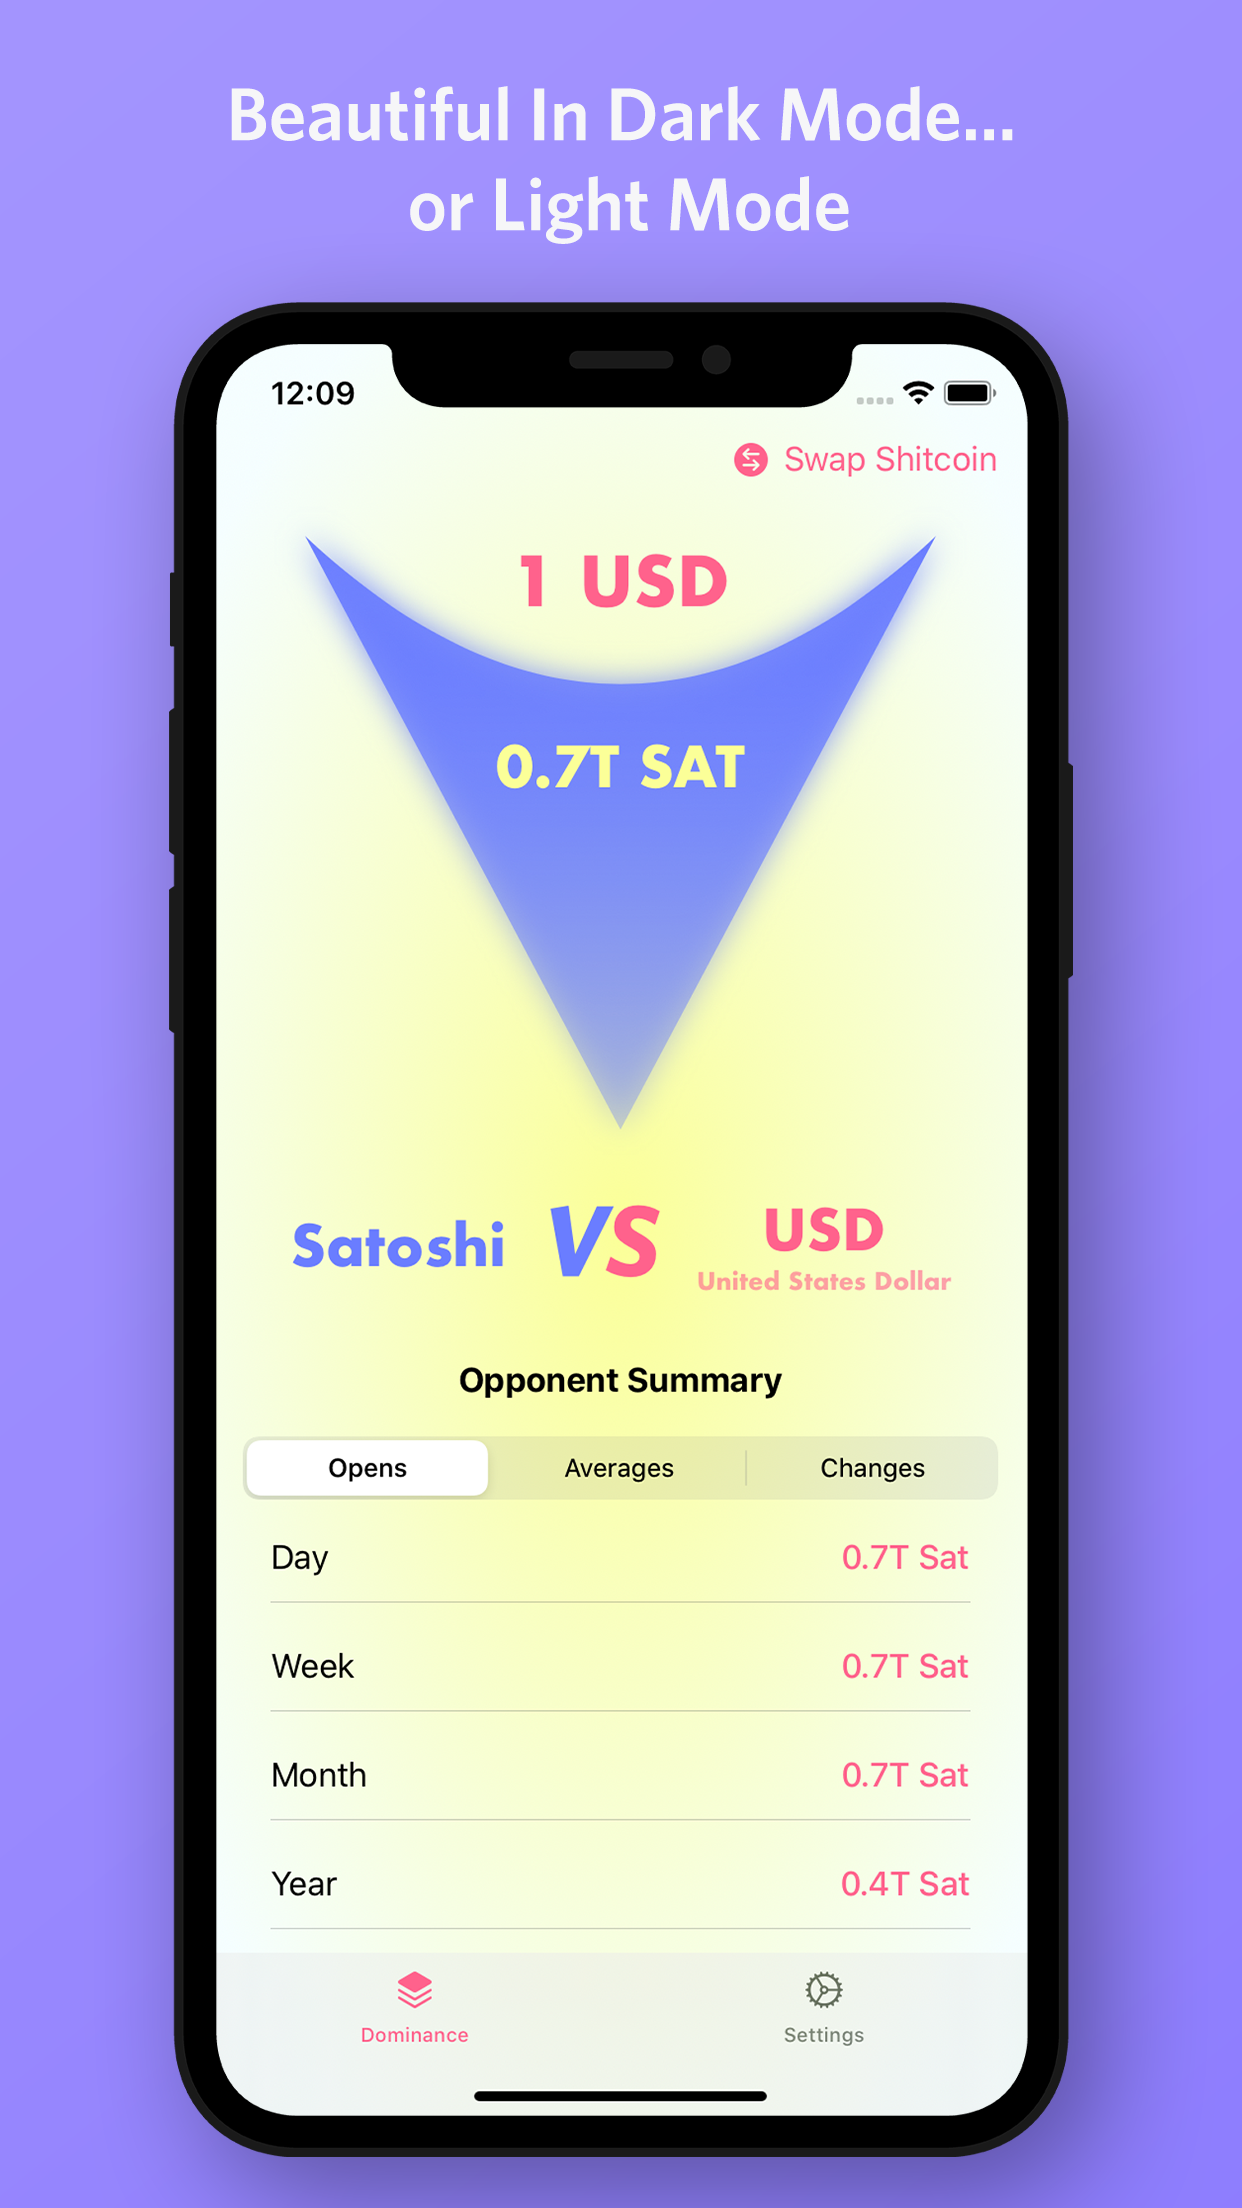 Beautiful In Dark Mode...
or Light Mode
12:09
Swap Shitcoin
1 USD
0.7T SAT
Satoshi VS USD
United States Dollar
Opponent Summary
Opens Averages Changes
Day 0.7T Sat
Week 0.7T Sat
Month 0.7T Sat
Year 0.4T Sat
Dominance Settings